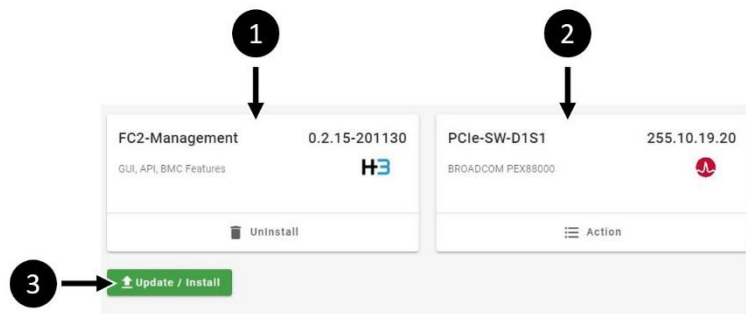 1
2
FC2-Management 0.2.15-201130
GUI, API, BMC Features
H3
Uninstall
PCIe-SW-D1S1 255.10.19.20
BROADCOM PEX88000
Action
3
Update / Install